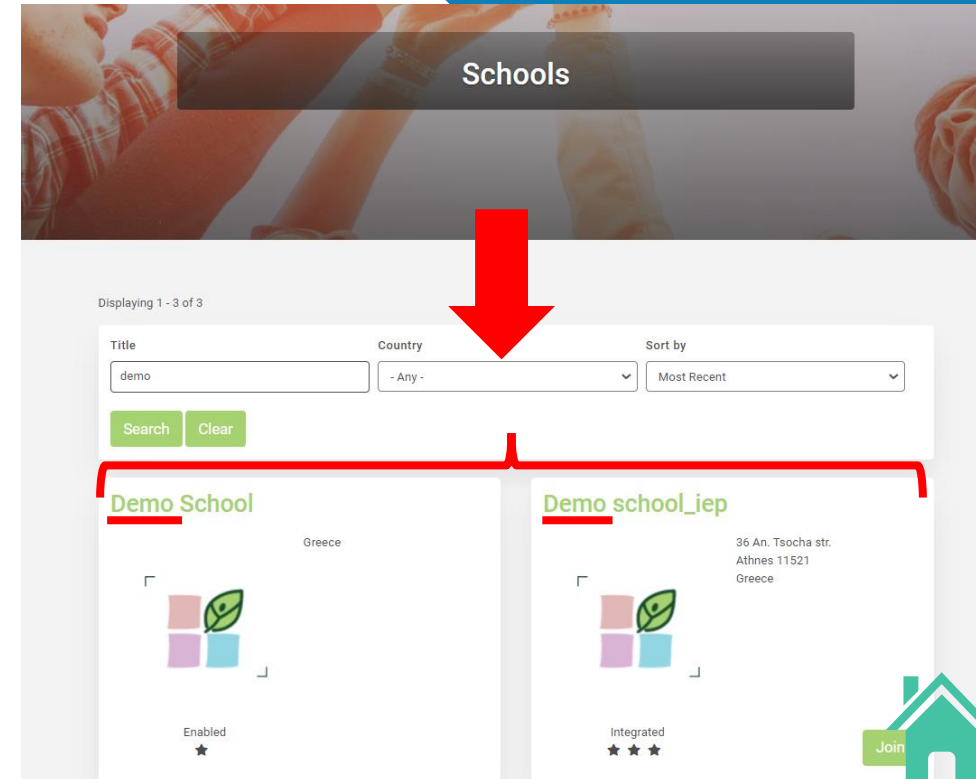 Schools
Displaying 1 - 3 of 3
Title Country Sort by
demo - Any - Most Recent
Search Clear
Demo School
Greece
Enabled
Demo school_iep
36 An. Tsocha str.
Athnes 11521
Greece
Integrated
Join